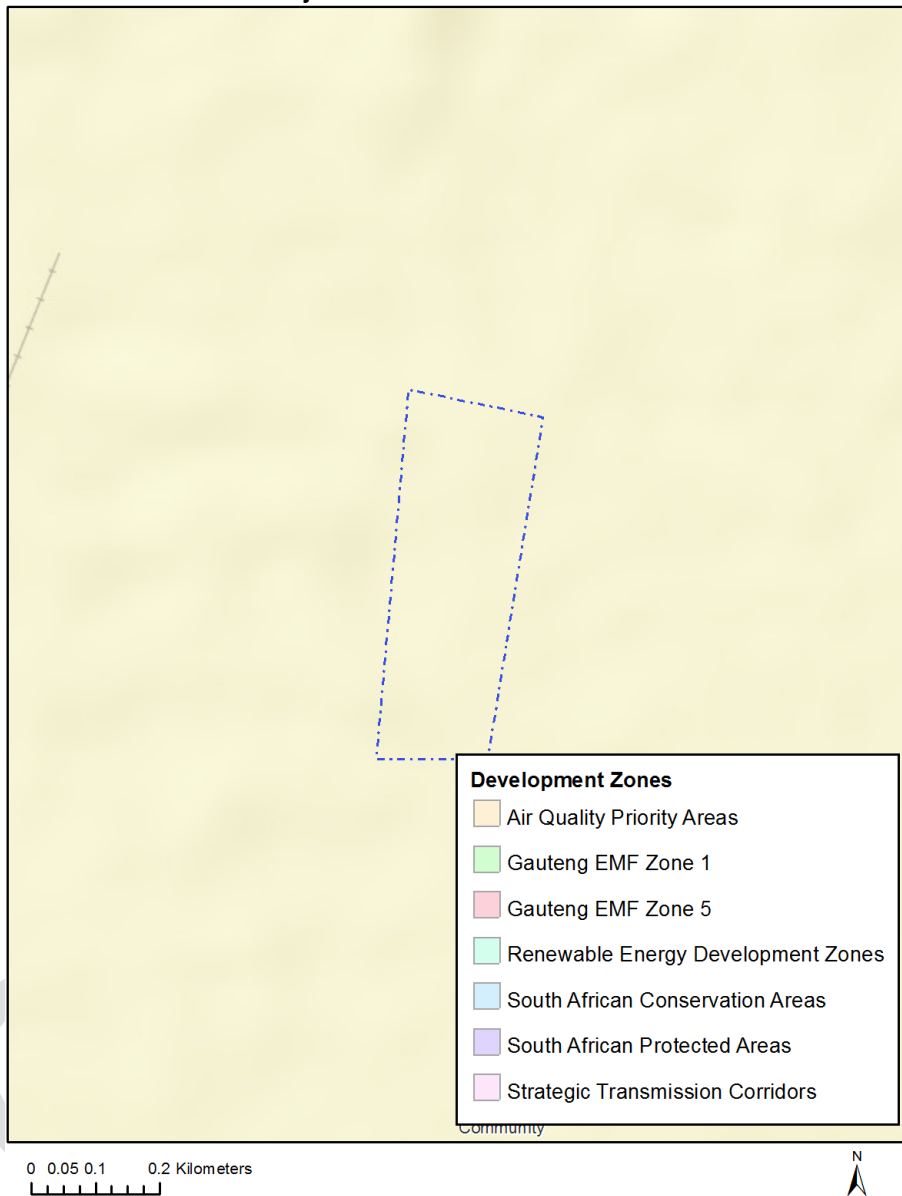 Development Zones
Air Quality Priority Areas
Gauteng EMF Zone 1
Gauteng EMF Zone 5
Renewable Energy Development Zones
South African Conservation Areas
South African Protected Areas
Strategic Transmission Corridors
Community
0 0.05 0.1 0.2 Kilometers
N